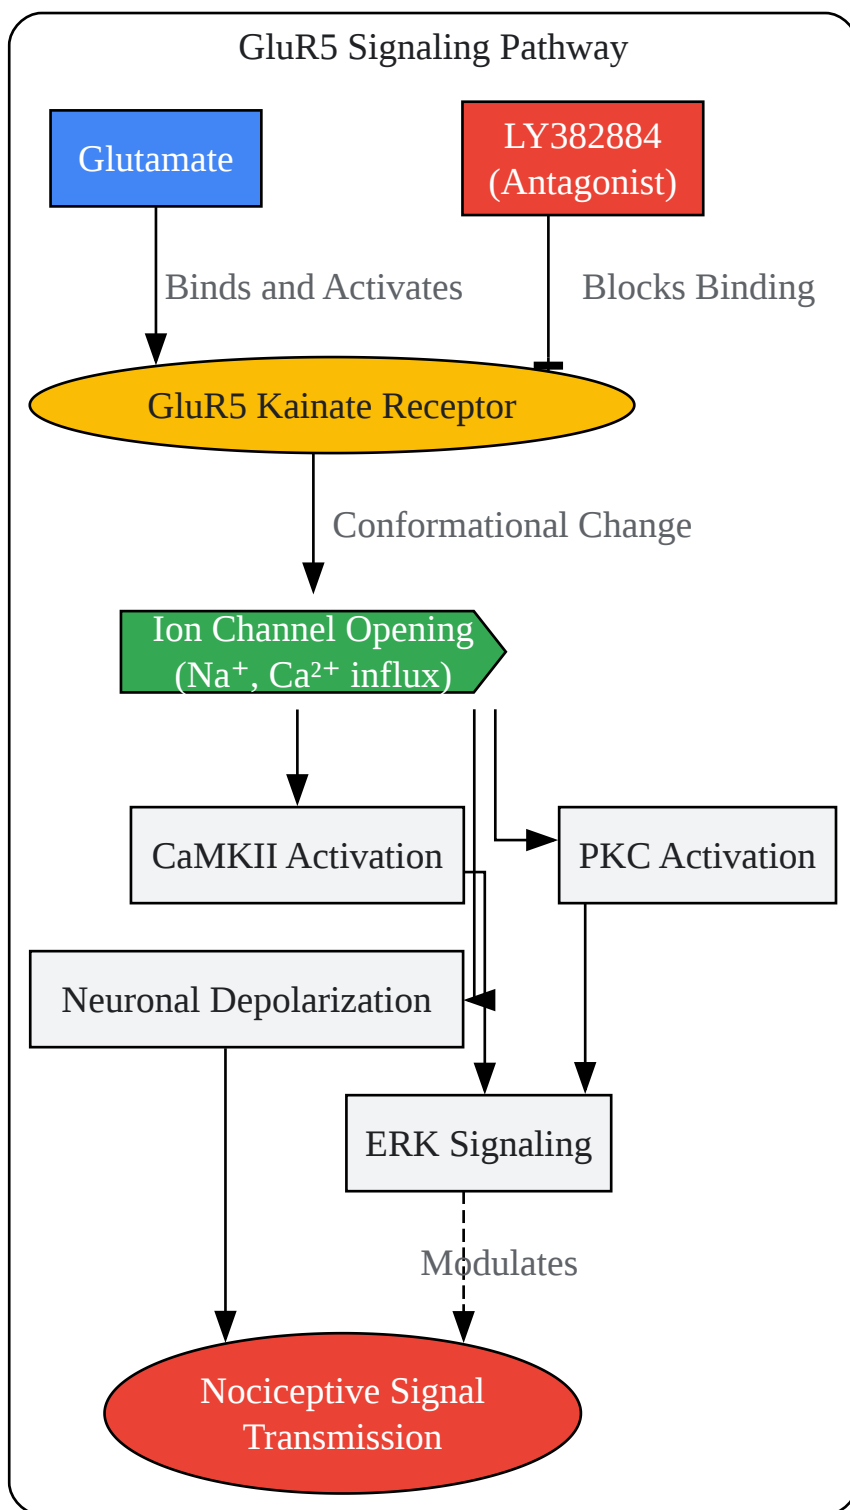 GluR5 Signaling Pathway
Glutamate
LY382884
(Antagonist)
Binds and Activates
Blocks Binding
GluR5 Kainate Receptor
Conformational Change
Ion Channel Opening
(Na⁺, Ca²⁺ influx)
CaMKII Activation
PKC Activation
Neuronal Depolarization
ERK Signaling
Modulates
Nociceptive Signal
Transmission